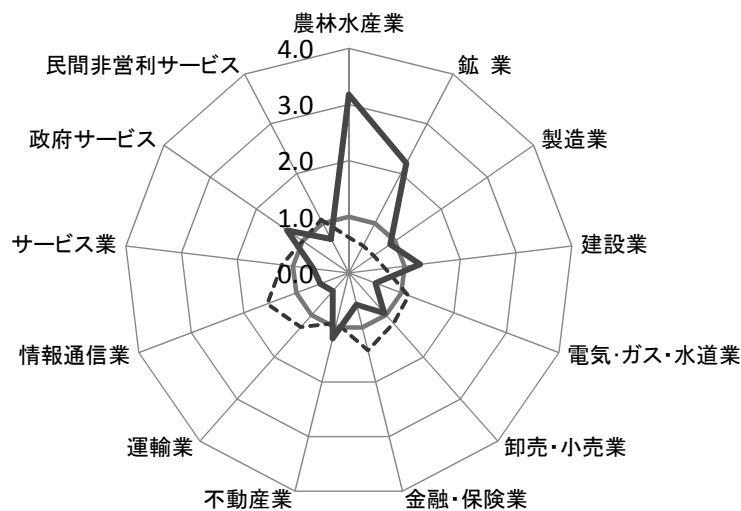 農林水産業
鉱 業
製造業
建設業
電気･ガス・水道業
卸売・小売業
金融・保険業
不動産業
運輸業
情報通信業
サービス業
政府サービス
民間非営利サービス
4.0
3.0
2.0
1.0
0.0